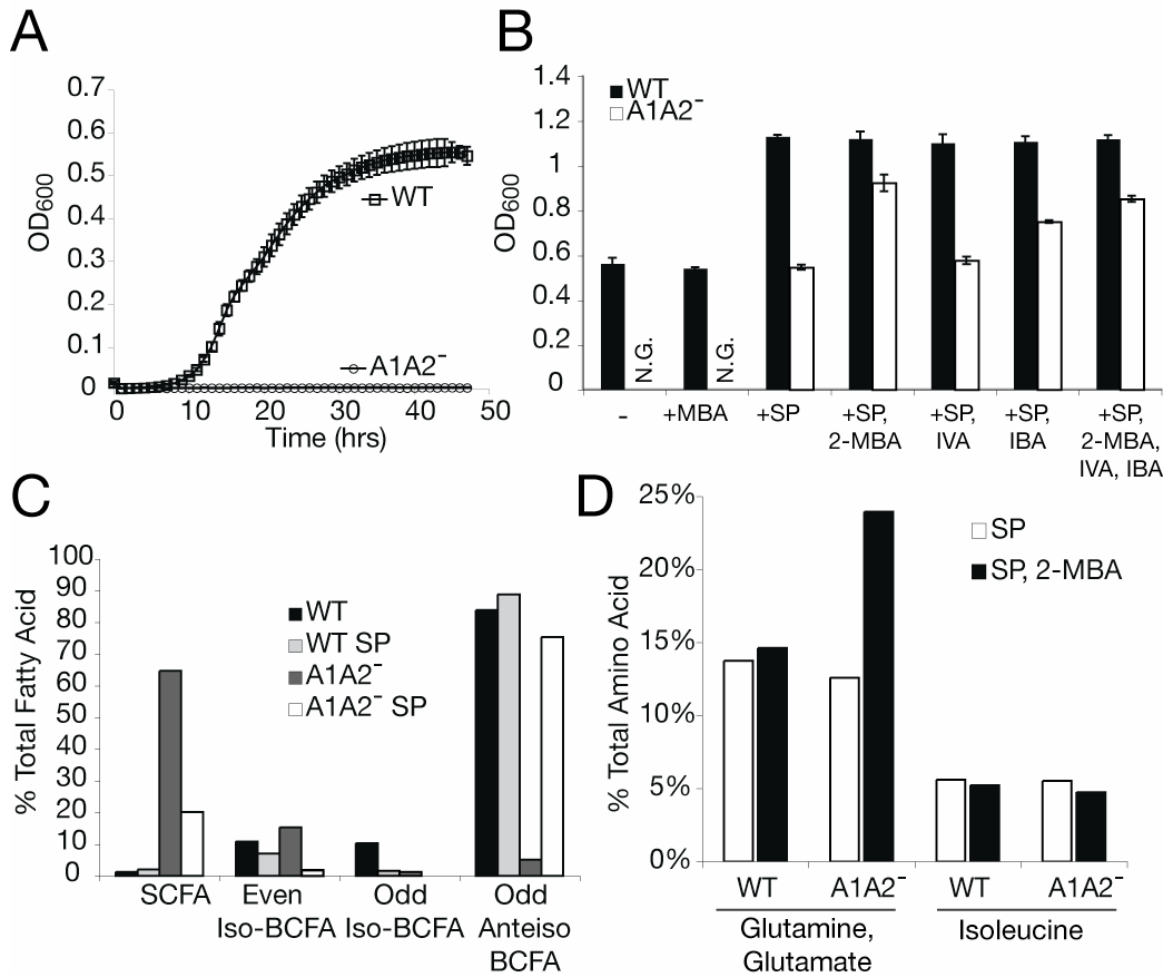 A
0.7
0.6
0.5
0.4
0.3
0.2
0.1
0
OD600
WT
A1A2-
0 10 20 30 40 50
Time (hrs)
B
1.4
1.2
1
0.8
0.6
0.4
0.2
0
OD600
WT
A1A2-
N.G.
N.G.
- +MBA +SP +SP, +SP, +SP, +SP,
2-MBA IVA IBA 2-MBA,
IVA, IBA
C
100
90
80
70
60
50
40
30
20
10
0
% Total Fatty Acid
WT
WT SP
A1A2-
A1A2- SP
SCFA Even Odd Odd
Iso-BCFA Iso-BCFA Anteiso
BCFA
D
25%
20%
15%
10%
5%
0%
% Total Amino Acid
SP
SP, 2-MBA
WT A1A2- WT A1A2-
Glutamine, Isoleucine
Glutamate